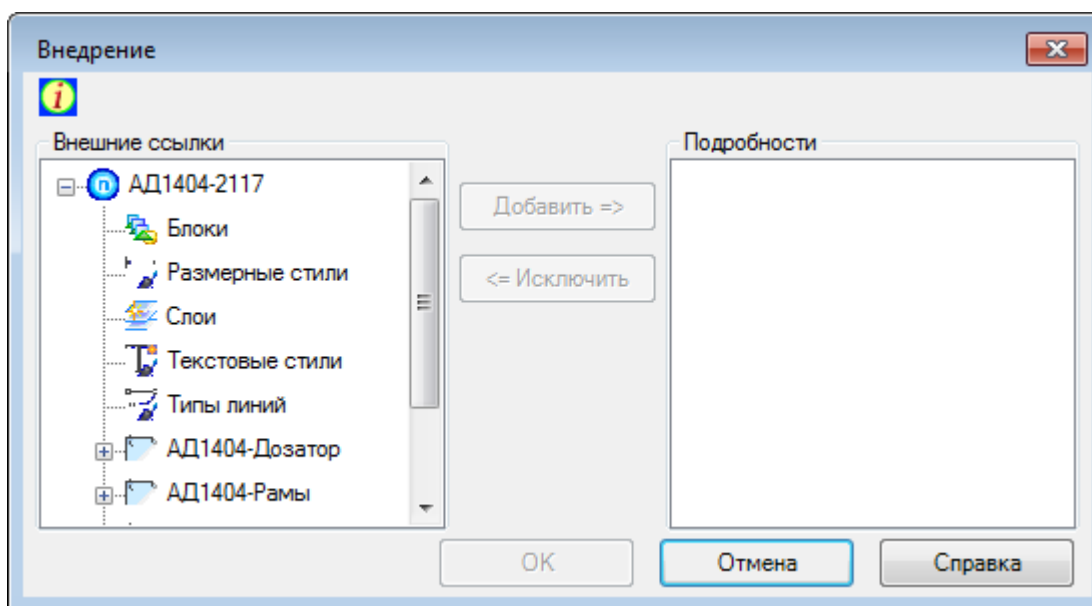 Внедрение
Внешние ссылки
АД1404-2117
Блоки
Размерные стили
Слои
Текстовые стили
Типы линий
АД1404-Дозатор
АД1404-Рамы
Добавить =>
<= Исключить
Подробности
OK
Отмена
Справка